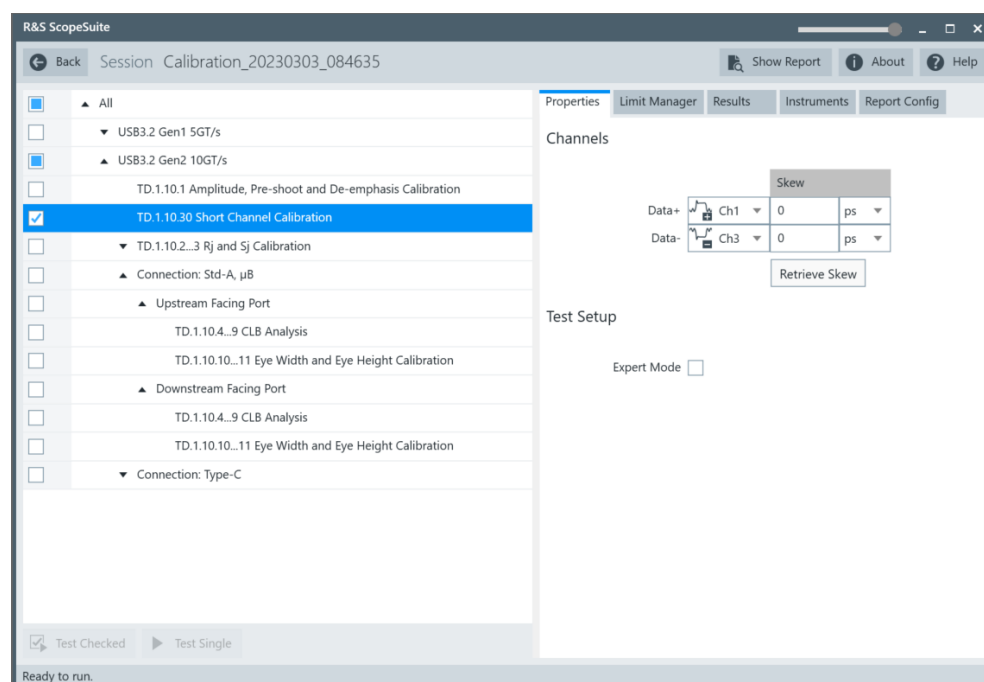 R&S ScopeSuite
Back Session Calibration_20230303_084635 Show Report About Help
All
USB3.2 Gen1 5GT/s
USB3.2 Gen2 10GT/s
TD.1.10.1 Amplitude, Pre-shoot and De-emphasis Calibration
TD.1.10.30 Short Channel Calibration
TD.1.10.2...3 Rj and Sj Calibration
Connection: Std-A, µB
Upstream Facing Port
TD.1.10.4...9 CLB Analysis
TD.1.10.10...11 Eye Width and Eye Height Calibration
Downstream Facing Port
TD.1.10.4...9 CLB Analysis
TD.1.10.10...11 Eye Width and Eye Height Calibration
Connection: Type-C
Test Checked Test Single
Properties Limit Manager Results Instruments Report Config
Channels
Skew
Data+ Ch1 0 ps
Data- Ch3 0 ps
Retrieve Skew
Test Setup
Expert Mode
Ready to run.